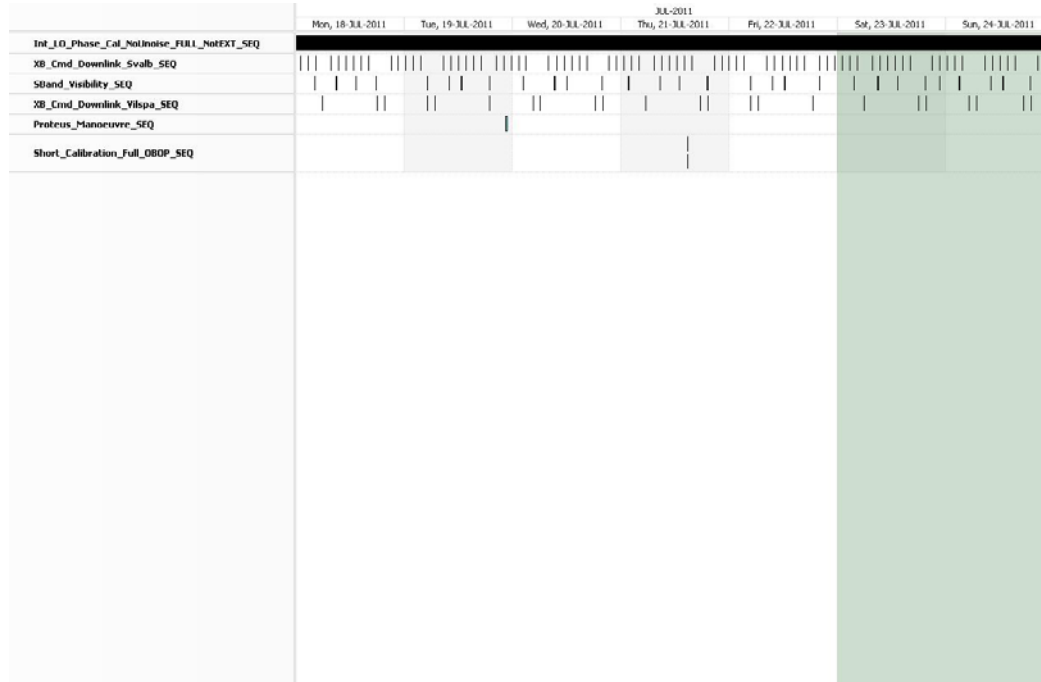 JUL-2011
Mon, 18-JUL-2011 Tue, 19-JUL-2011 Wed, 20-JUL-2011 Thu, 21-JUL-2011 Fri, 22-JUL-2011 Sat, 23-JUL-2011 Sun, 24-JUL-2011
Int_LO_Phase_Cal_NoUnoise_FULL_NotEXT_SEQ
XB_Cmd_Downlink_Svalb_SEQ
SBand_Visibility_SEQ
XB_Cmd_Downlink_Vilspa_SEQ
Proteus_Manoeuvre_SEQ
Short_Calibration_Full_OBOP_SEQ